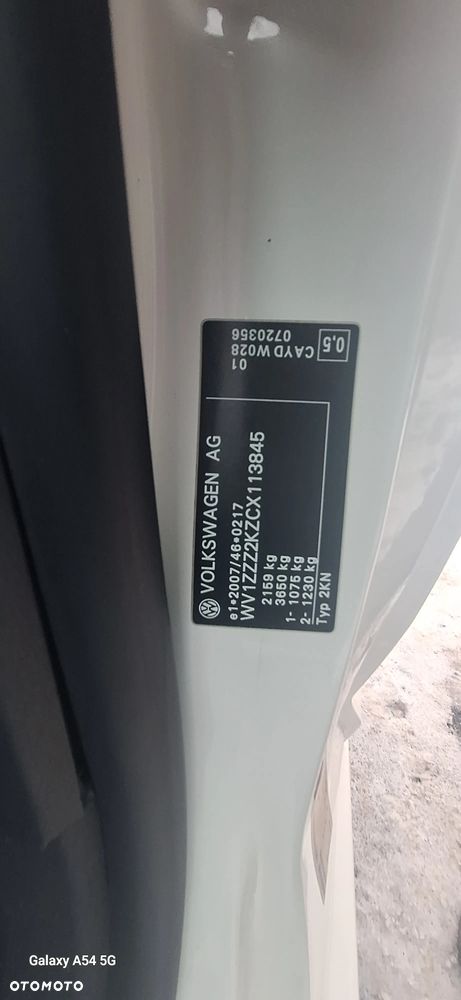 VOLKSWAGEN AG
e1*2007/46*0217
WV1ZZZ2KZCX113845
2159 kg
3650 kg
1- 1075 kg
2- 1230 kg
Typ 2KN
01
CAYD W028
0720356
0,5
Galaxy A54 5G
OTOMOTO